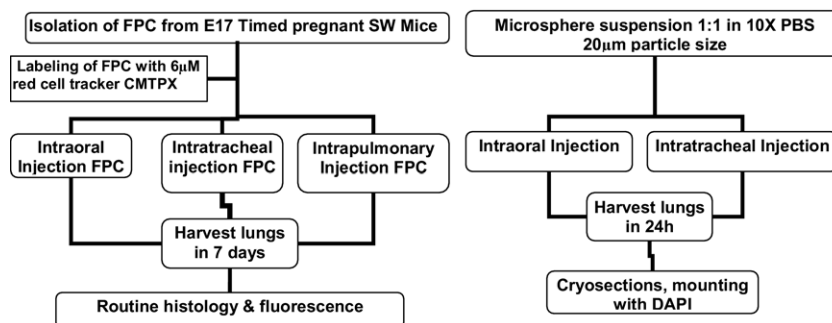 Isolation of FPC from E17 Timed pregnant SW Mice
Labeling of FPC with 6μM
red cell tracker CMTPX
Intraoral
Injection FPC
Intratracheal
injection FPC
Intrapulmonary
Injection FPC
Harvest lungs
in 7 days
Routine histology & fluorescence
Microsphere suspension 1:1 in 10X PBS
20μm particle size
Intraoral Injection
Intratracheal Injection
Harvest lungs
in 24h
Cryosections, mounting
with DAPI